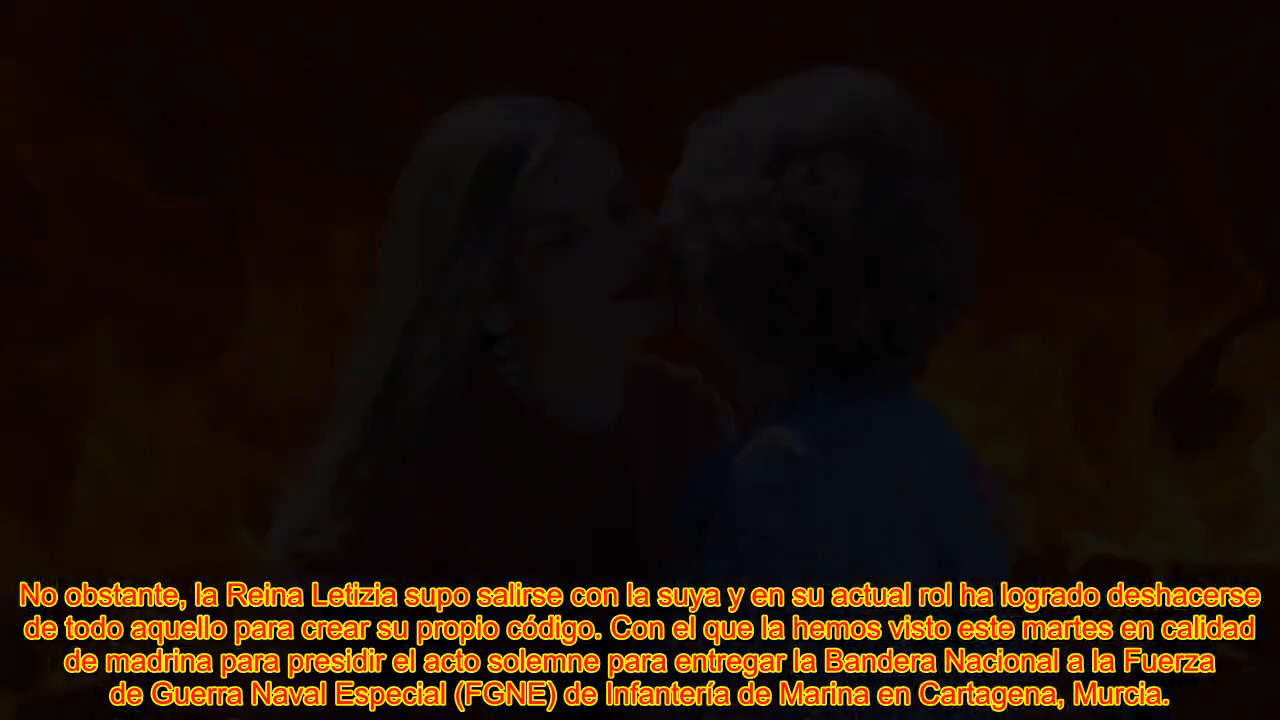 No obstante, la Reina Letizia supo salirse con la suya y en su actual rol ha logrado deshacerse
de todo aquello para crear su propio código. Con el que la hemos visto este martes en calidad
de madrina para presidir el acto solemne para entregar la Bandera Nacional a la Fuerza
de Guerra Naval Especial (FGNE) de Infantería de Marina en Cartagena, Murcia.